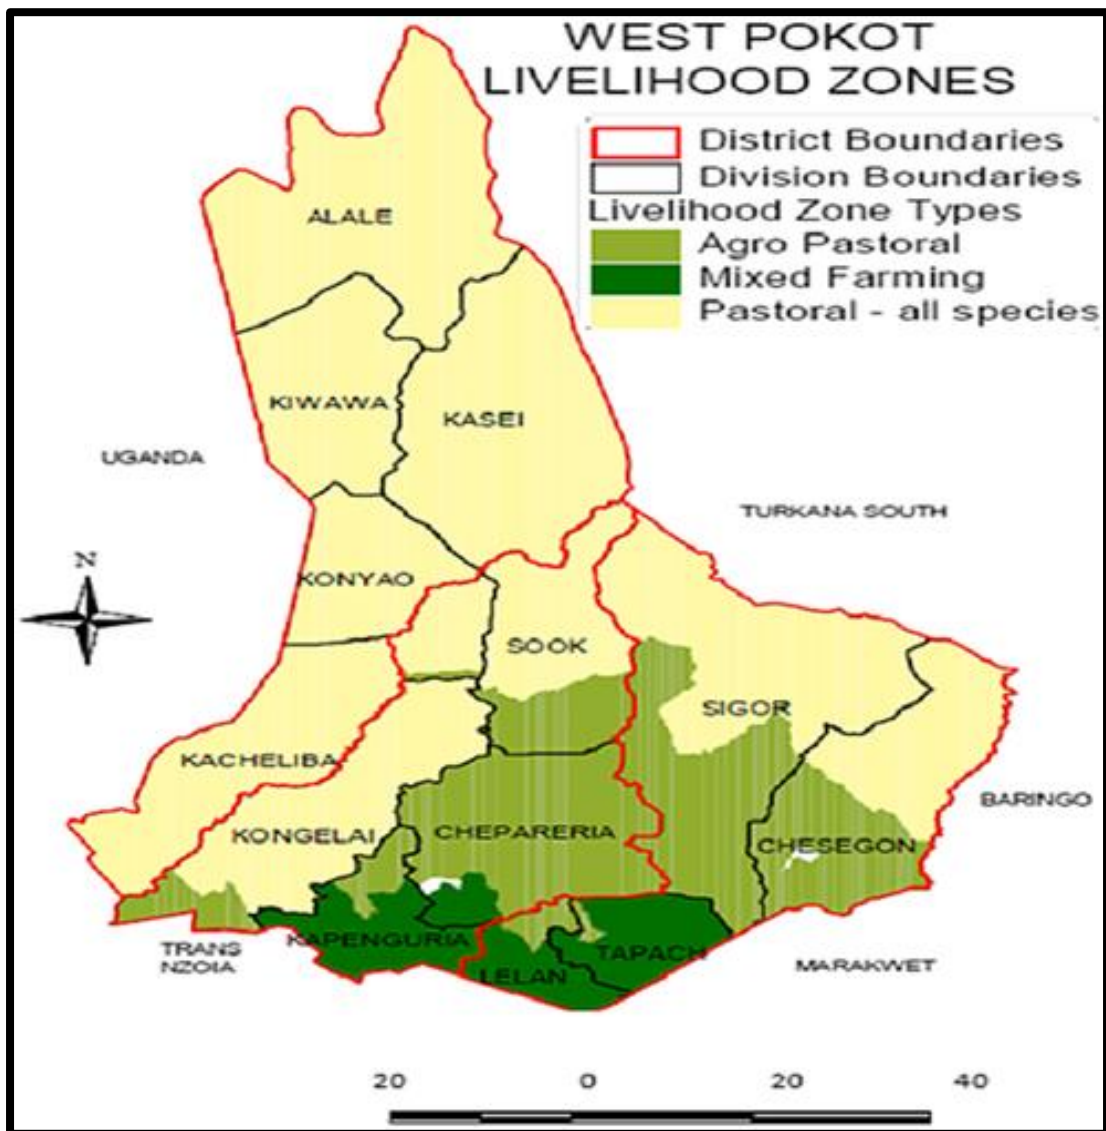 WEST POKOT
LIVELIHOOD ZONES
District Boundaries
Division Boundaries
Livelihood Zone Types
Agro Pastoral
Mixed Farming
Pastoral - all species
ALALE
KIWAWA
KASEI
UGANDA
TURKANA SOUTH
N
KONYAO
SOOK
SIGOR
KACHELIBA
BARINGO
KONGELAI
CHEPARERIA
CHESEGON
KAPENGURIA
TRANS
NZOIA
TAPACH
MARAKWET
LELAN
20 0 20 40